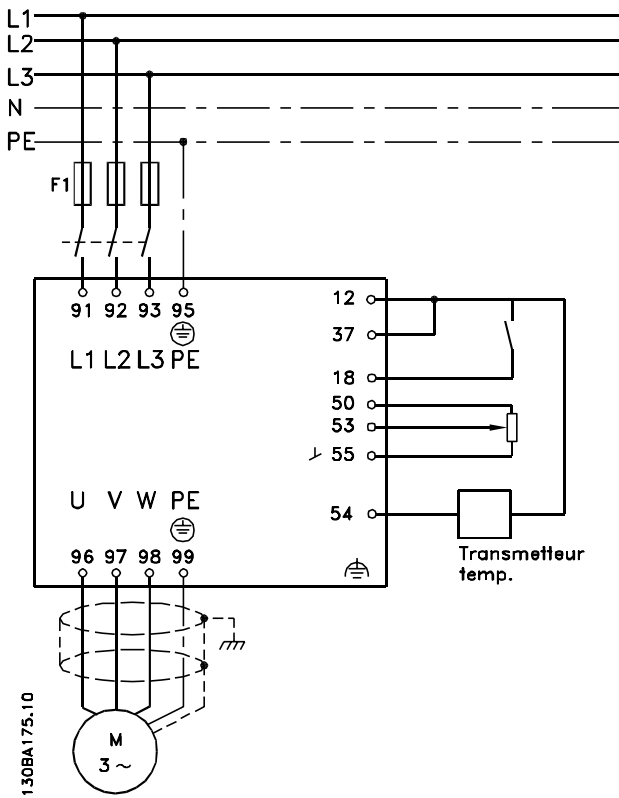 L1
L2
L3
N
PE
F1
91 92 93 95
L1 L2 L3 PE
12
37
18
50
53
55
54
U V W PE
96 97 98 99
Transmetteur
temp.
M
3 ~
130BA175.10